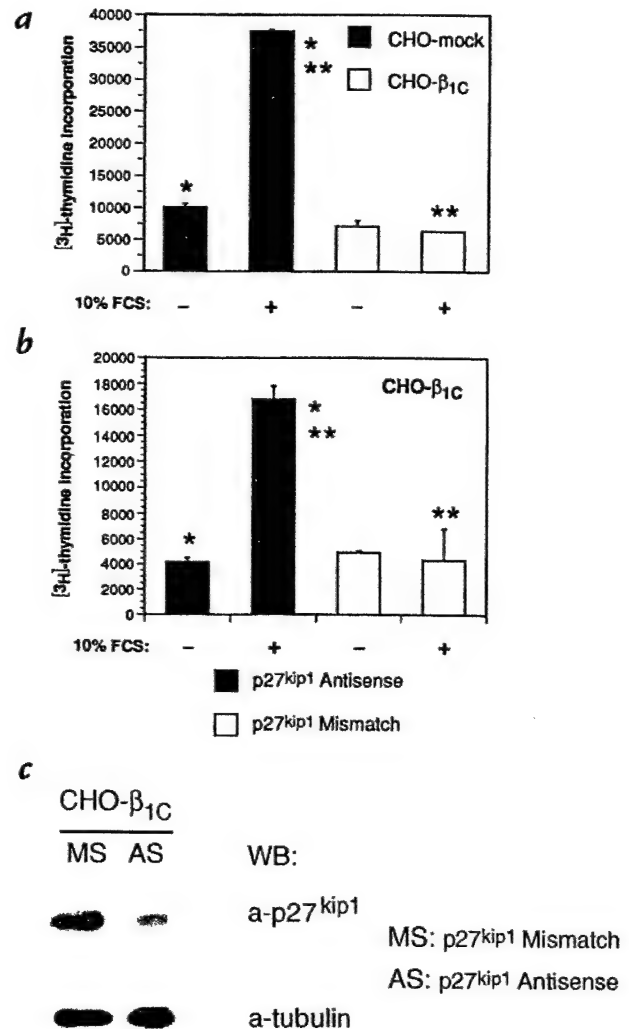 a
[³H]-thymidine incorporation
40000
35000
30000
25000
20000
15000
10000
5000
0
*
*
**
**
CHO-mock
CHO-β1C
10% FCS: – + – +
b
[³H]-thymidine incorporation
20000
18000
16000
14000
12000
10000
8000
6000
4000
2000
0
CHO-β1C
*
*
**
**
10% FCS: – + – +
p27kip1 Antisense
p27kip1 Mismatch
c
CHO-β1C
MS AS WB:
a-p27kip1
MS: p27kip1 Mismatch
AS: p27kip1 Antisense
a-tubulin